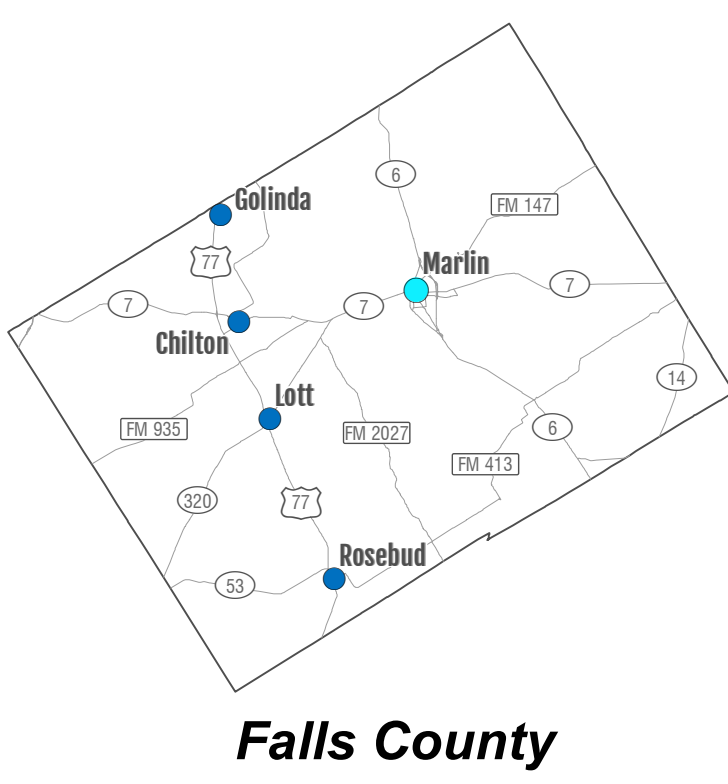 6
Golinda
FM 147
77
Marlin
7
7
7
Chilton
14
Lott
FM 935
FM 2027
6
FM 413
320
77
Rosebud
53
Falls County